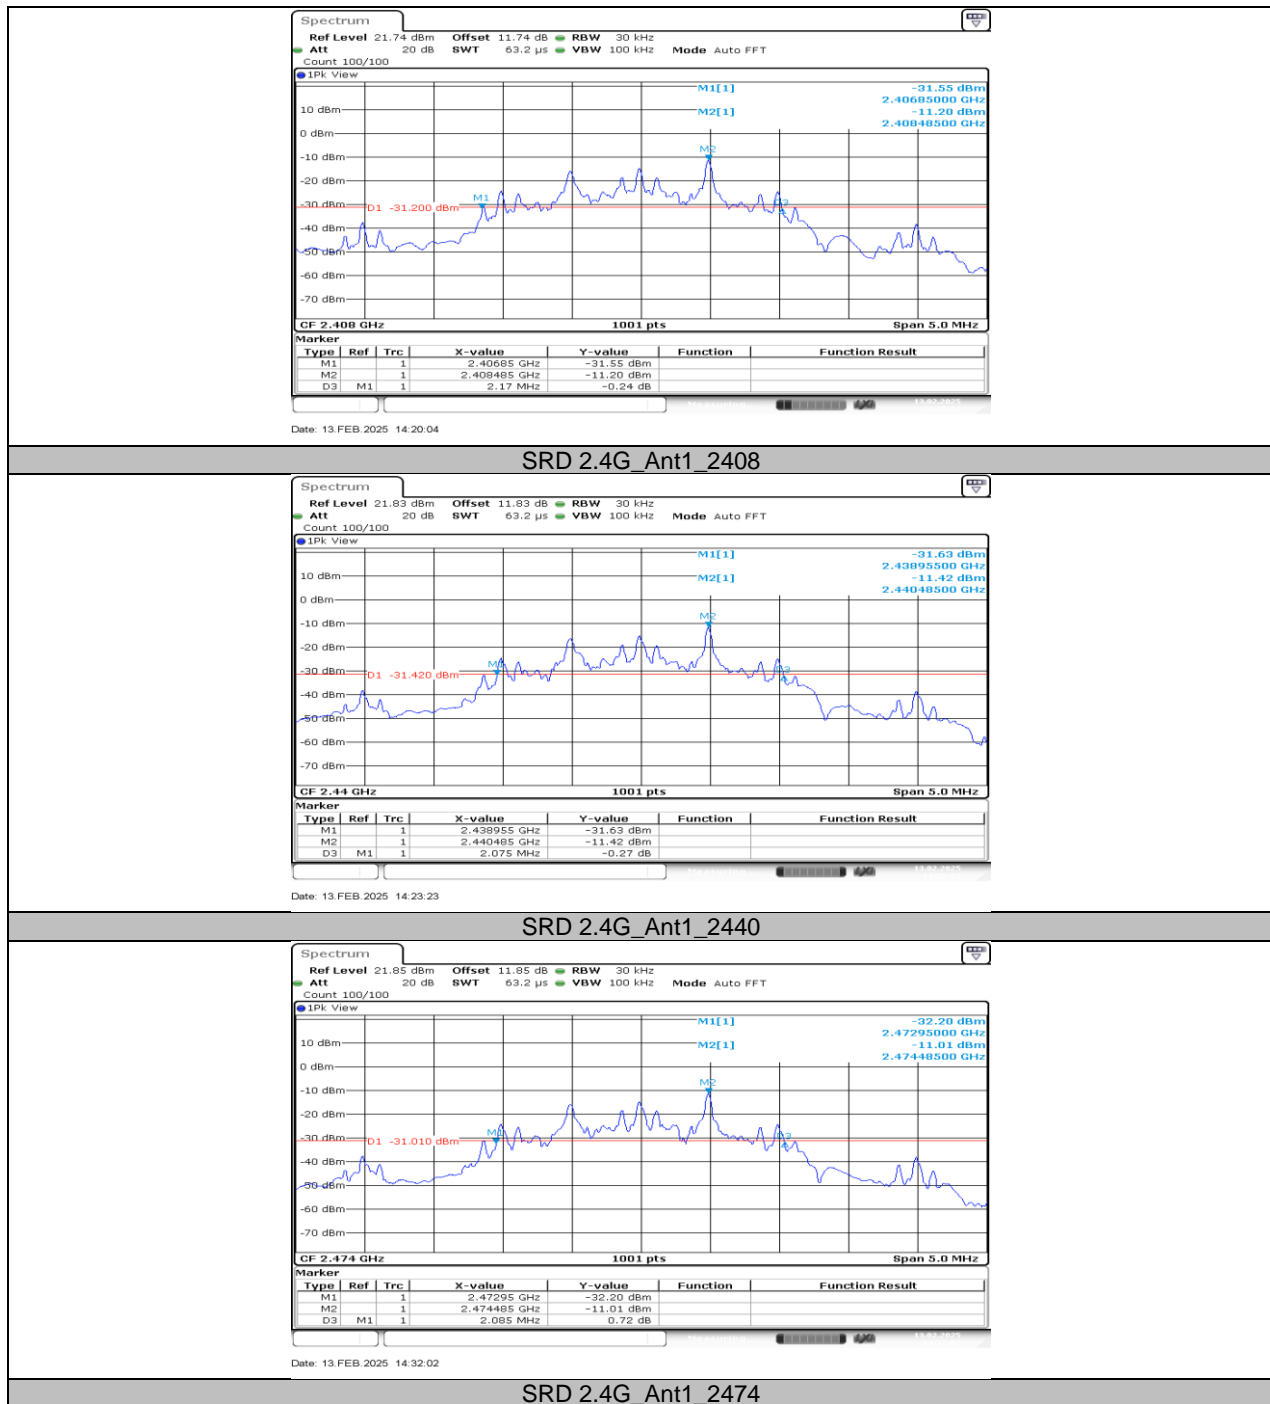 Spectrum
Ref Level 21.74 dBm Offset 11.74 dB RBW 30 kHz
Att 20 dB SWT 63.2 µs VBW 100 kHz Mode Auto FFT
Count 100/100
1Pk View
M1[1] -31.55 dBm
2.40685000 GHz
10 dBm M2[1] -11.20 dBm
2.40848500 GHz
0 dBm
M2
-10 dBm
-20 dBm
M1
-30 dBm
D1 -31.200 dBm
-40 dBm
-50 dBm
-60 dBm
-70 dBm
CF 2.408 GHz 1001 pts Span 5.0 MHz
Marker
Type Ref Trc X-value Y-value Function Function Result
M1 1 2.40685 GHz -31.55 dBm
M2 1 2.408485 GHz -11.20 dBm
D3 M1 1 2.17 MHz -0.24 dB
Date: 13.FEB.2025 14:20:04
SRD 2.4G_Ant1_2408
Spectrum
Ref Level 21.83 dBm Offset 11.83 dB RBW 30 kHz
Att 20 dB SWT 63.2 µs VBW 100 kHz Mode Auto FFT
Count 100/100
1Pk View
M1[1] -31.63 dBm
2.43895500 GHz
10 dBm M2[1] -11.42 dBm
2.44048500 GHz
0 dBm
M2
-10 dBm
-20 dBm
M1
-30 dBm
D1 -31.420 dBm
-40 dBm
-50 dBm
-60 dBm
-70 dBm
CF 2.44 GHz 1001 pts Span 5.0 MHz
Marker
Type Ref Trc X-value Y-value Function Function Result
M1 1 2.438955 GHz -31.63 dBm
M2 1 2.440485 GHz -11.42 dBm
D3 M1 1 2.075 MHz -0.27 dB
Date: 13.FEB.2025 14:23:23
SRD 2.4G_Ant1_2440
Spectrum
Ref Level 21.85 dBm Offset 11.85 dB RBW 30 kHz
Att 20 dB SWT 63.2 µs VBW 100 kHz Mode Auto FFT
Count 100/100
1Pk View
M1[1] -32.20 dBm
2.47295000 GHz
10 dBm M2[1] -11.01 dBm
2.47448500 GHz
0 dBm
M2
-10 dBm
-20 dBm
M1
-30 dBm
D1 -31.010 dBm
-40 dBm
-50 dBm
-60 dBm
-70 dBm
CF 2.474 GHz 1001 pts Span 5.0 MHz
Marker
Type Ref Trc X-value Y-value Function Function Result
M1 1 2.47295 GHz -32.20 dBm
M2 1 2.474485 GHz -11.01 dBm
D3 M1 1 2.085 MHz 0.72 dB
Date: 13.FEB.2025 14:32:02
SRD 2.4G_Ant1_2474